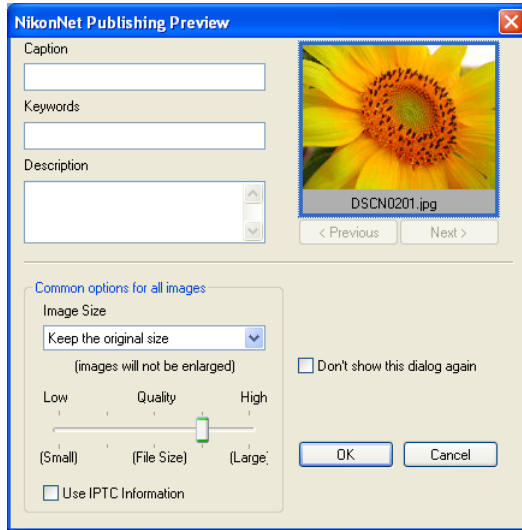 NikonNet Publishing Preview
Caption
Keywords
Description
DSCN0201.jpg
< Previous Next >
Common options for all images
Image Size
Keep the original size
(images will not be enlarged)
Low Quality High
(Small) (File Size) (Large)
Use IPTC Information
Don't show this dialog again
OK Cancel